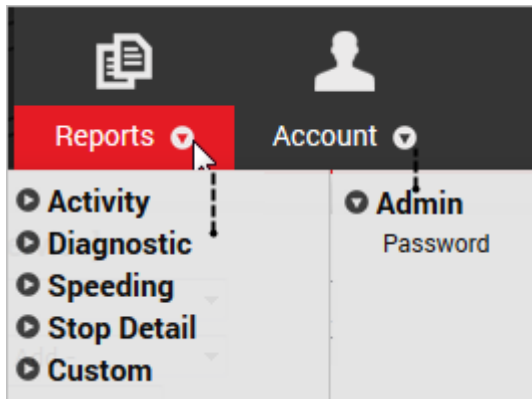 Reports
Account
Activity
Diagnostic
Speeding
Stop Detail
Custom
Admin
Password